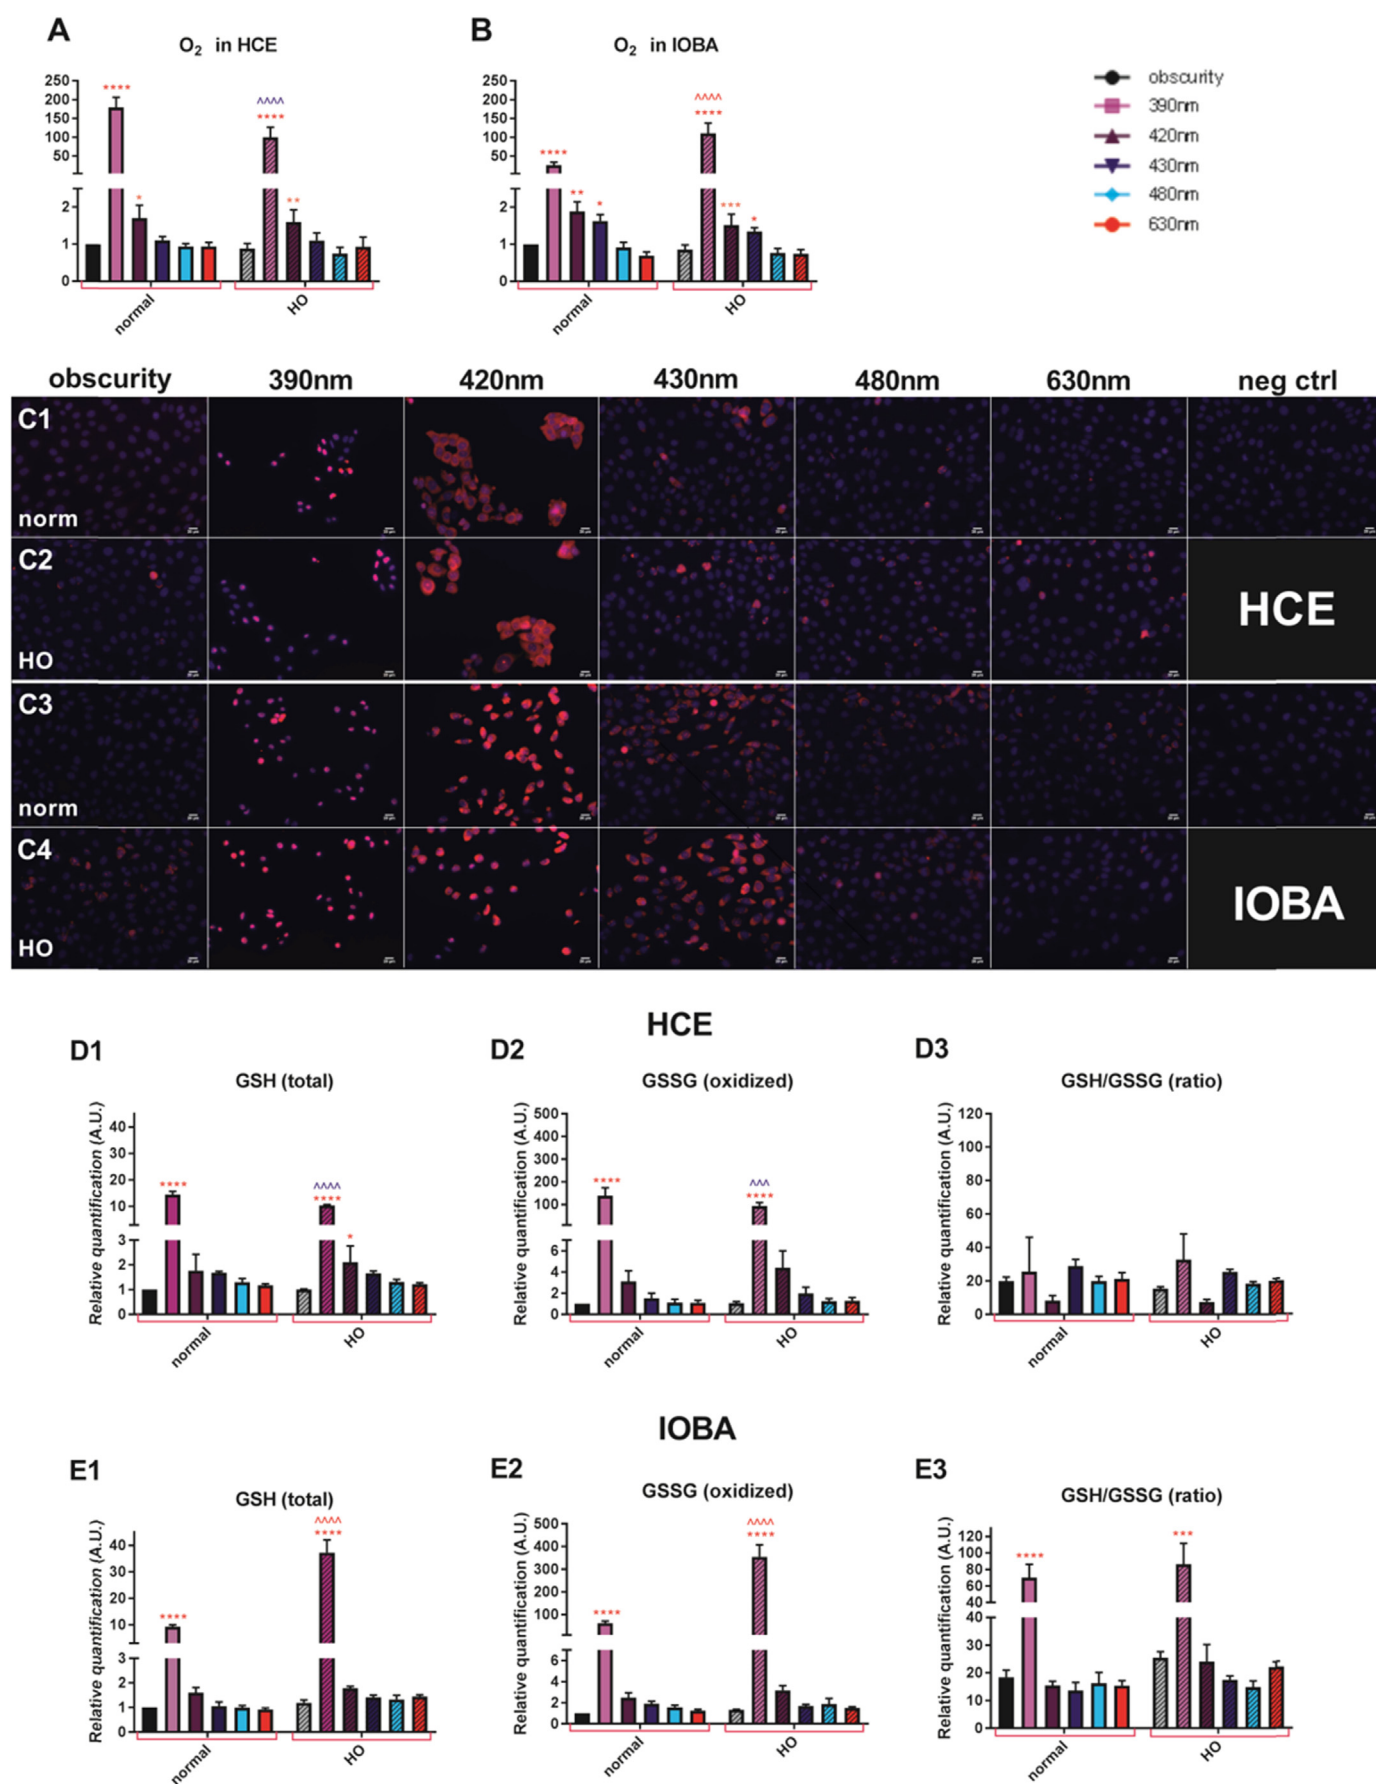 A
O2 in HCE
250
200
150
100
50
2
1
0
****
*
^^^^
****
**
normal
HO
B
O2 in IOBA
250
200
150
100
50
2
1
0
****
**
*
^^^^
****
***
*
normal
HO
obscurity
390nm
420nm
430nm
480nm
630nm
obscurity 390nm 420nm 430nm 480nm 630nm neg ctrl
C1
norm
C2
HO
HCE
C3
norm
C4
HO
IOBA
HCE
D1
GSH (total)
Relative quantification (A.U.)
40
30
20
10
3
2
1
0
****
^^^^
****
*
normal
HO
D2
GSSG (oxidized)
Relative quantification (A.U.)
500
400
300
200
100
6
4
2
0
****
^^^
****
normal
HO
D3
GSH/GSSG (ratio)
Relative quantification (A.U.)
120
100
80
60
40
20
0
normal
HO
IOBA
E1
GSH (total)
Relative quantification (A.U.)
40
30
20
10
3
2
1
0
****
^^^^
****
normal
HO
E2
GSSG (oxidized)
Relative quantification (A.U.)
500
400
300
200
100
6
4
2
0
****
^^^^
****
normal
HO
E3
GSH/GSSG (ratio)
Relative quantification (A.U.)
120
100
80
60
40
40
30
20
10
0
****
***
normal
HO